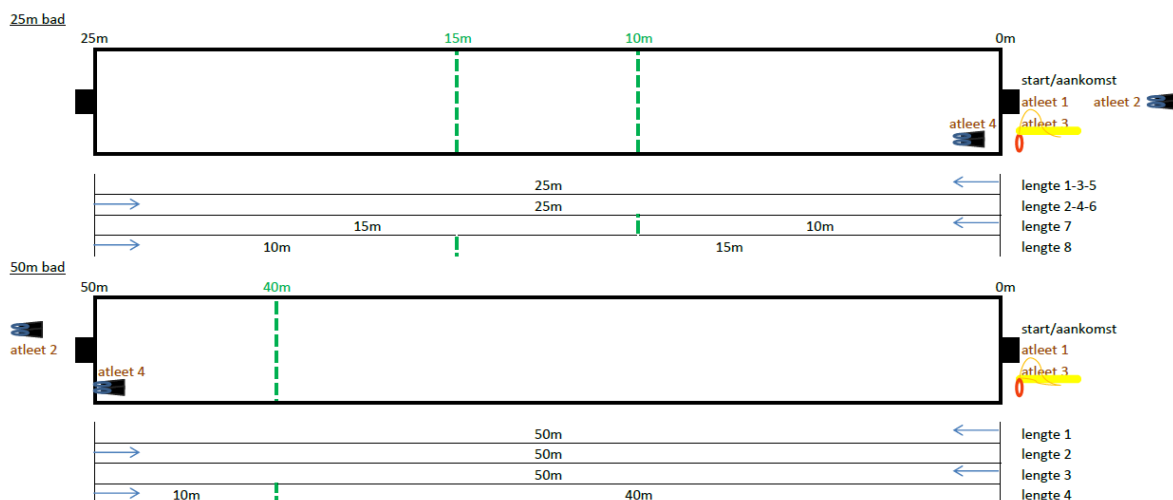 25m bad
25m 15m 10m 0m
start/aankomst
atleet 1 atleet 2
atleet 4 atleet 3
25m lengte 1-3-5
25m lengte 2-4-6
15m 10m lengte 7
10m 15m lengte 8
50m bad
50m 40m 0m
start/aankomst
atleet 2 atleet 1
atleet 4 atleet 3
50m lengte 1
50m lengte 2
50m lengte 3
10m 40m lengte 4